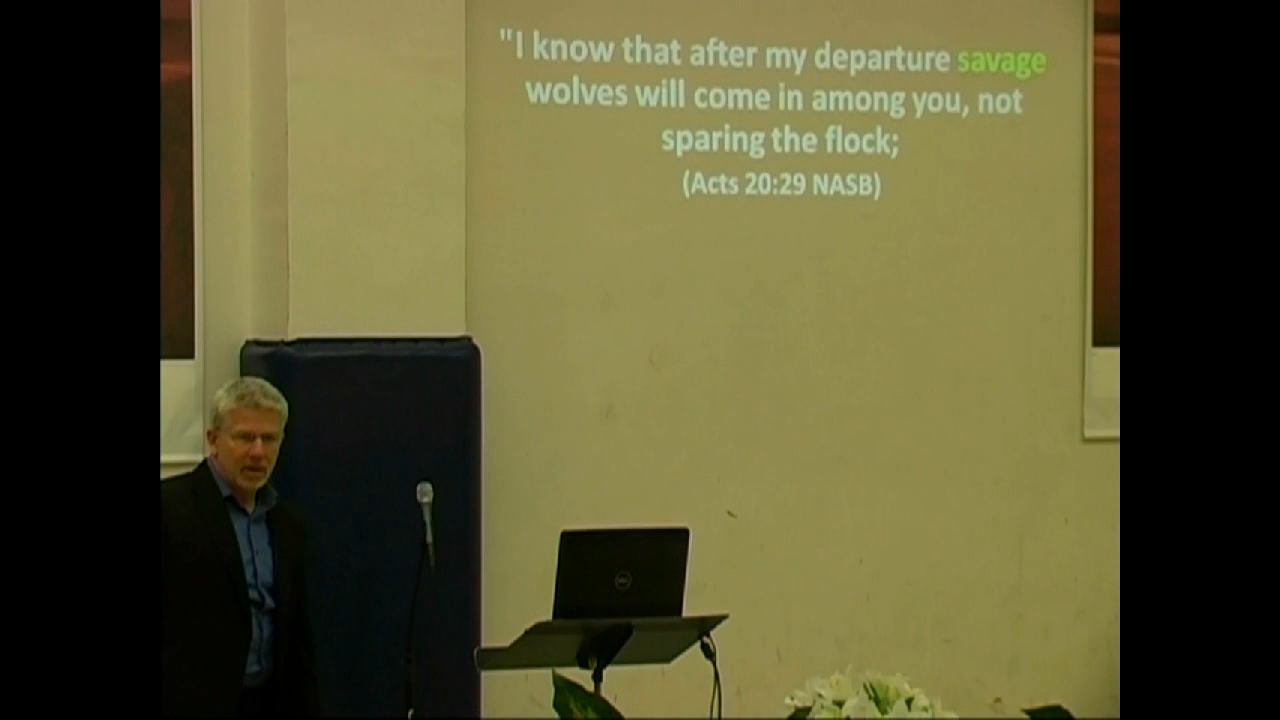 "I know that after my departure savage
wolves will come in among you, not
sparing the flock;
(Acts 20:29 NASB)
DELL